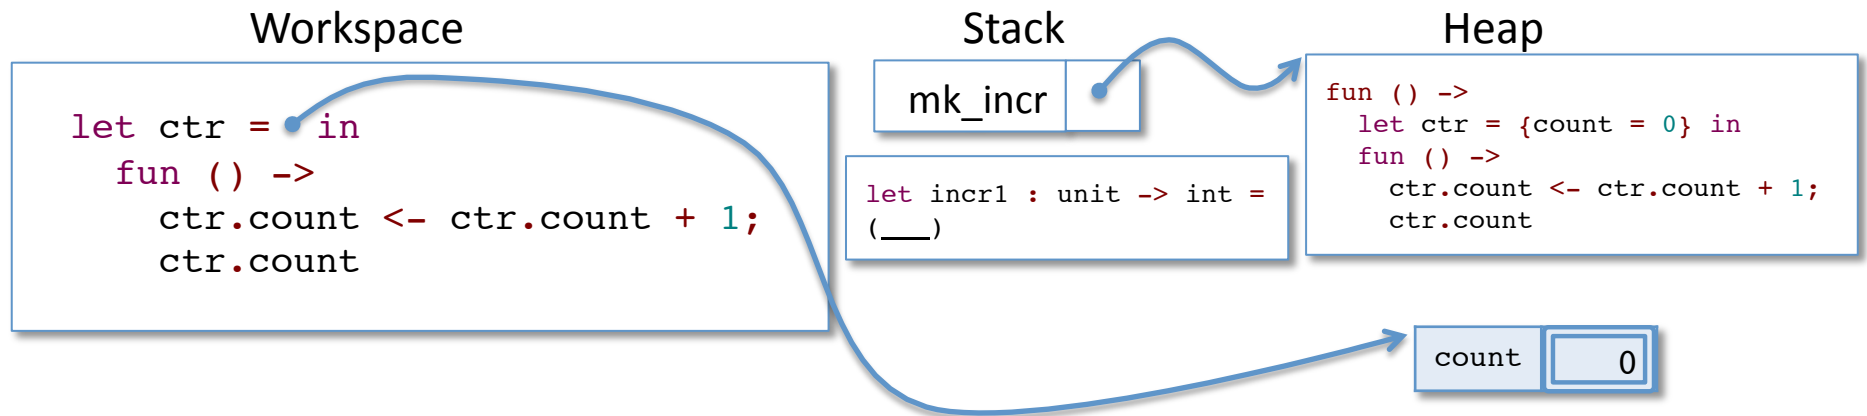 Workspace
let ctr = in
fun () ->
ctr.count <- ctr.count + 1;
ctr.count
Stack
mk_incr
let incr1 : unit -> int =
(___)
Heap
fun () ->
let ctr = {count = 0} in
fun () ->
ctr.count <- ctr.count + 1;
ctr.count
count 0